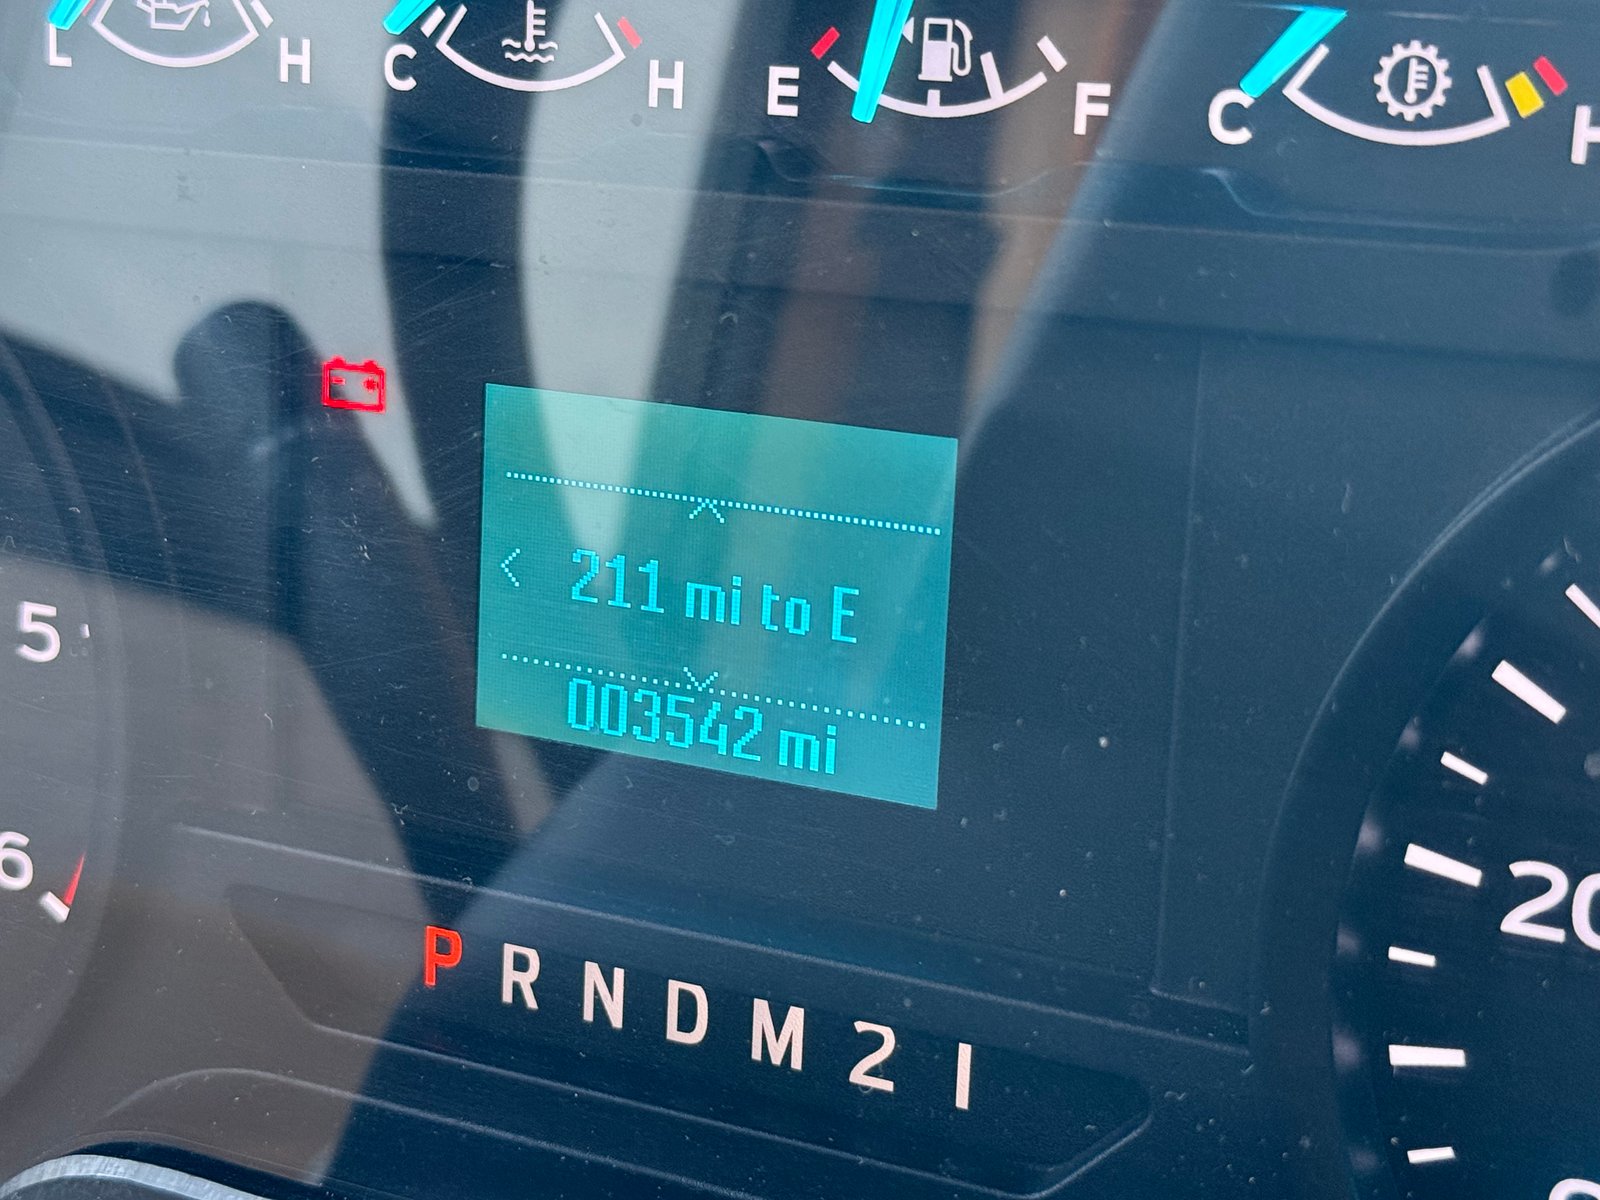 L H C H E F C H
5
211 mi to E
003542 mi
6
20
P R N D M 2 1